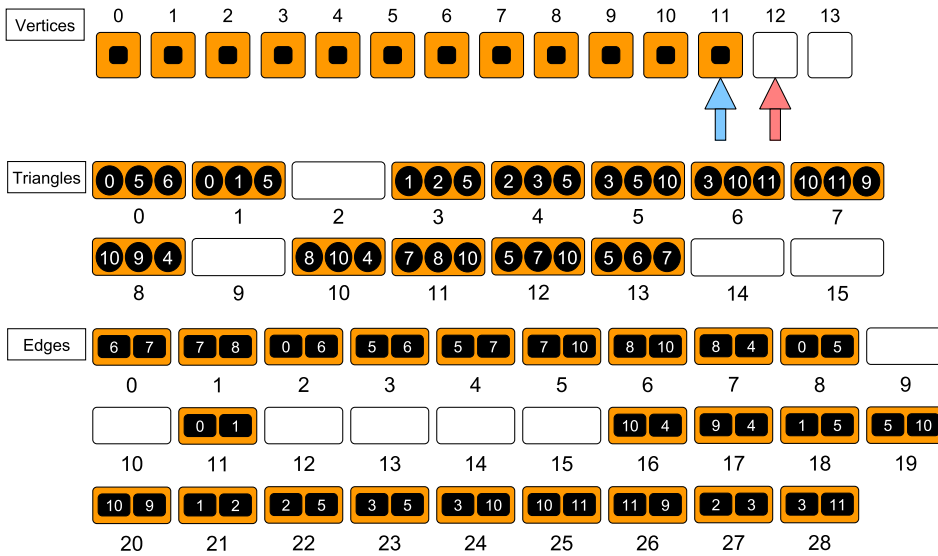 Vertices 0 1 2 3 4 5 6 7 8 9 10 11 12 13
Triangles 0 5 6 0 1 5 1 2 5 2 3 5 3 5 10 3 10 11 10 11 9
0 1 2 3 4 5 6 7
10 9 4 8 10 4 7 8 10 5 7 10 5 6 7
8 9 10 11 12 13 14 15
Edges 6 7 7 8 0 6 5 6 5 7 7 10 8 10 8 4 0 5
0 1 2 3 4 5 6 7 8 9
0 1 10 4 9 4 1 5 5 10
10 11 12 13 14 15 16 17 18 19
10 9 1 2 2 5 3 5 3 10 10 11 11 9 2 3 3 11
20 21 22 23 24 25 26 27 28